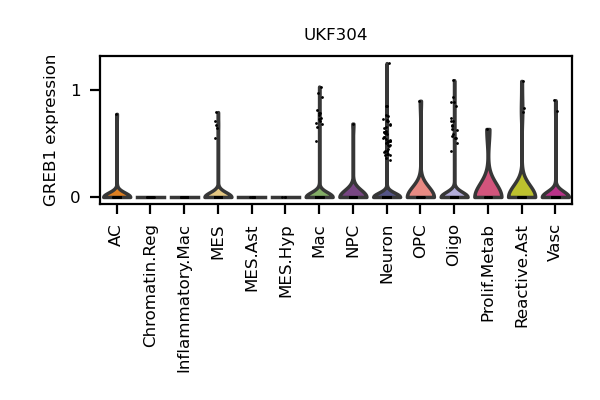 UKF304
GREB1 expression
1
0
AC
Chromatin.Reg
Inflammatory.Mac
MES
MES.Ast
MES.Hyp
Mac
NPC
Neuron
OPC
Oligo
Prolif.Metab
Reactive.Ast
Vasc